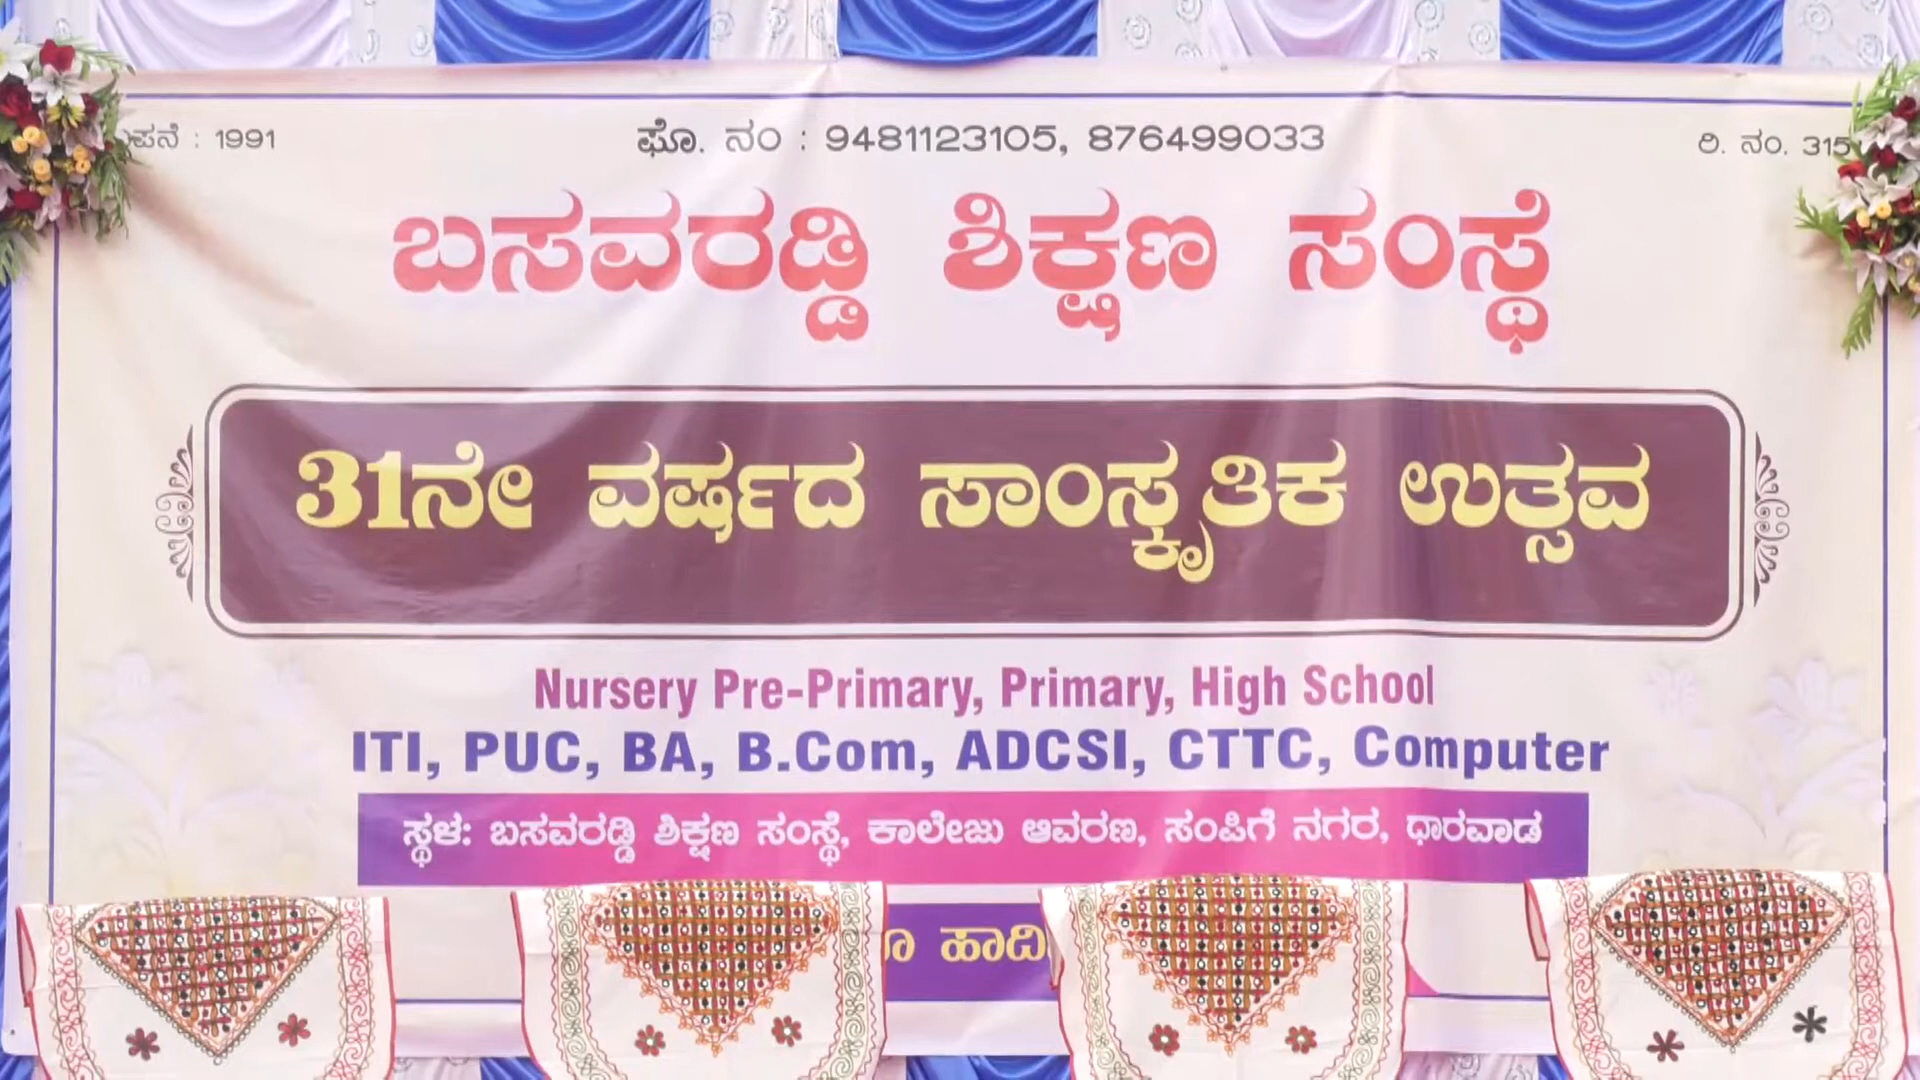 : 1991
ಫೊ. ನಂ : 9481123105, 876499033
ರಿ. ನಂ. 315
ಬಸವರಡ್ಡಿ ಶಿಕ್ಷಣ ಸಂಸ್ಥೆ
31ನೇ ವರ್ಷದ ಸಾಂಸ್ಕೃತಿಕ ಉತ್ಸವ
Nursery Pre-Primary, Primary, High School
ITI, PUC, BA, B.Com, ADCSI, CTTC, Computer
ಸ್ಥಳ: ಬಸವರಡ್ಡಿ ಶಿಕ್ಷಣ ಸಂಸ್ಥೆ, ಕಾಲೇಜು ಆವರಣ, ಸಂಪಿಗೆ ನಗರ, ಧಾರವಾಡ